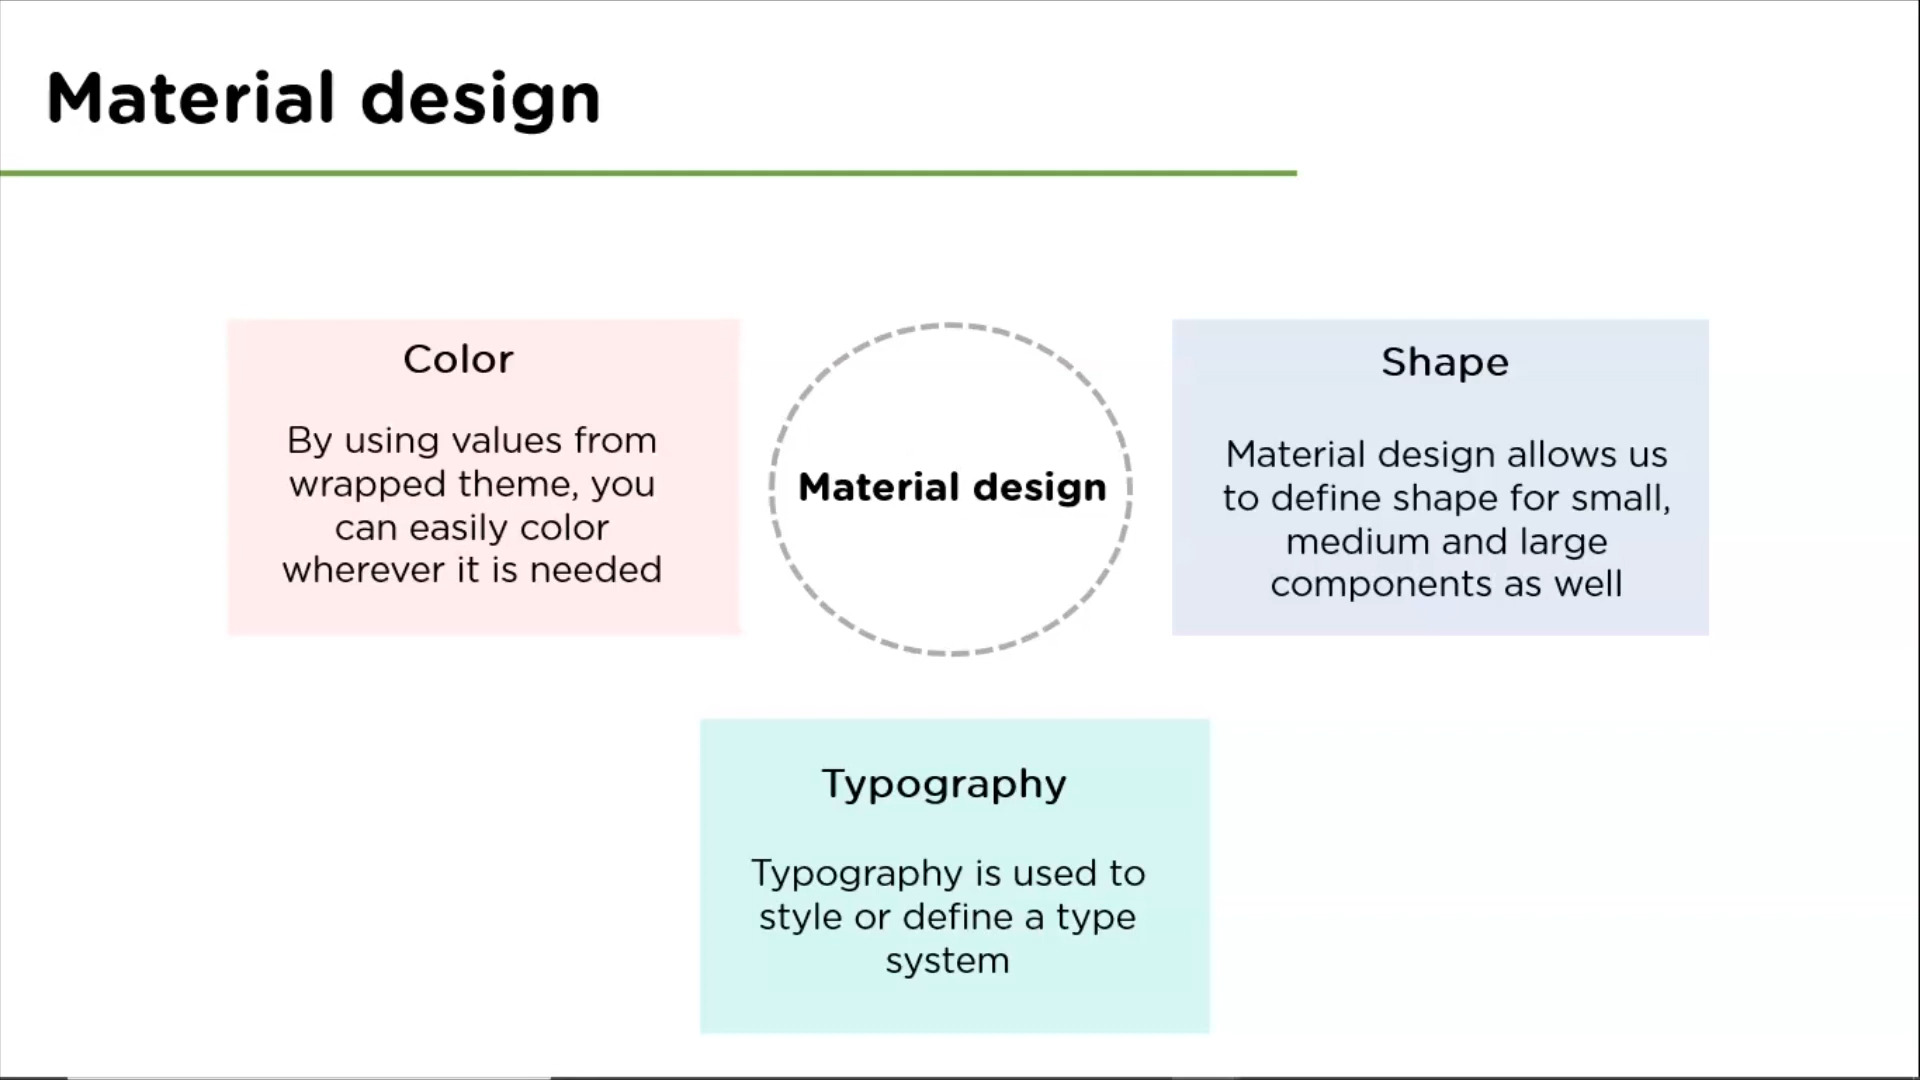 Material design
Color
By using values from
wrapped theme, you
can easily color
wherever it is needed
Material design
Shape
Material design allows us
to define shape for small,
medium and large
components as well
Typography
Typography is used to
style or define a type
system